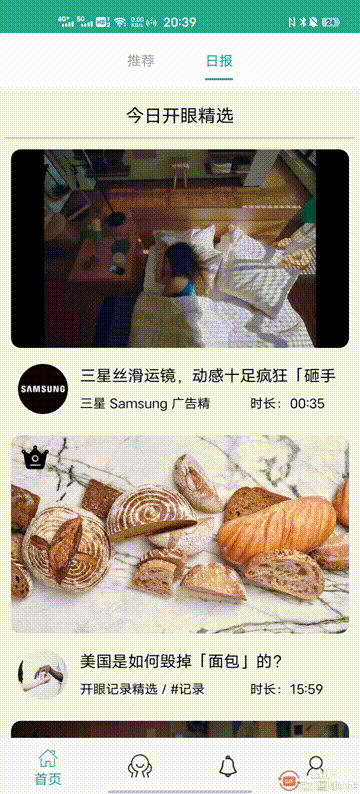 4G+ 5G HD 0.00 KB/s 20:39 24
推荐 日报
今日开眼精选
SAMSUNG
三星丝滑运镜，动感十足疯狂「砸手
三星 Samsung 广告精 时长：00:35
美国是如何毁掉「面包」的？
开眼记录精选 / #记录 时长：15:59
首页
GIF